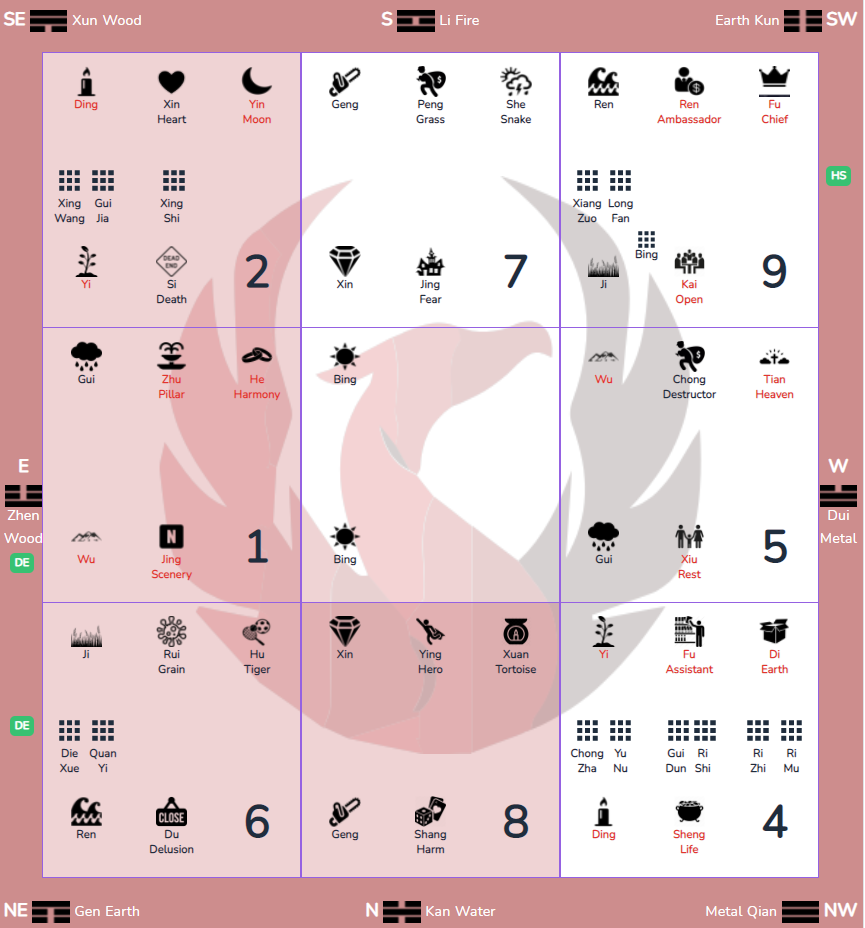 SE Xun Wood
S Li Fire
Earth Kun SW
Ding
Xin Heart
Yin Moon
Xing Wang
Gui Jia
Xing Shi
Yi
DEAD END
Si Death
2
Geng
Peng Grass
She Snake
Xin
Jing Fear
7
Ren
Ren Ambassador
Fu Chief
Xiang Zuo
Long Fan
Bing
Ji
Kai Open
9
HS
E
Zhen Wood
DE
Gui
Zhu Pillar
He Harmony
Wu
N
Jing Scenery
1
Bing
Bing
Wu
Chong Destructor
Tian Heaven
Gui
Xiu Rest
5
W
Dui Metal
DE
Ji
Rui Grain
Hu Tiger
Die Xue
Quan Yi
Ren
CLOSE
Du Delusion
6
Xin
Ying Hero
A
Xuan Tortoise
Geng
Shang Harm
8
Yi
Fu Assistant
Di Earth
Chong Zha
Yu Nu
Gui Dun
Ri Shi
Ri Zhi
Ri Mu
Ding
Sheng Life
4
NE Gen Earth
N Kan Water
Metal Qian NW